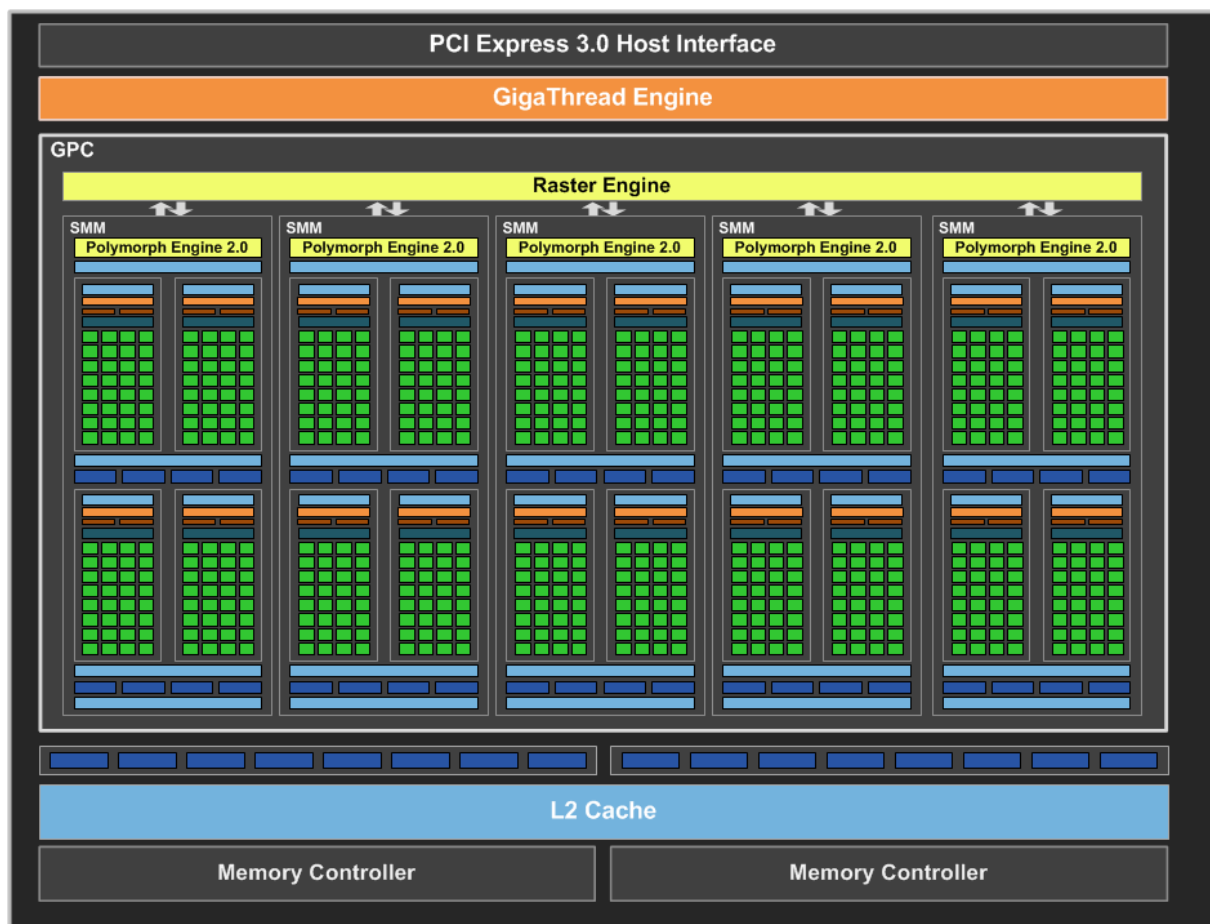 PCI Express 3.0 Host Interface
GigaThread Engine
GPC
Raster Engine
SMM
SMM
SMM
SMM
SMM
Polymorph Engine 2.0
Polymorph Engine 2.0
Polymorph Engine 2.0
Polymorph Engine 2.0
Polymorph Engine 2.0
L2 Cache
Memory Controller
Memory Controller